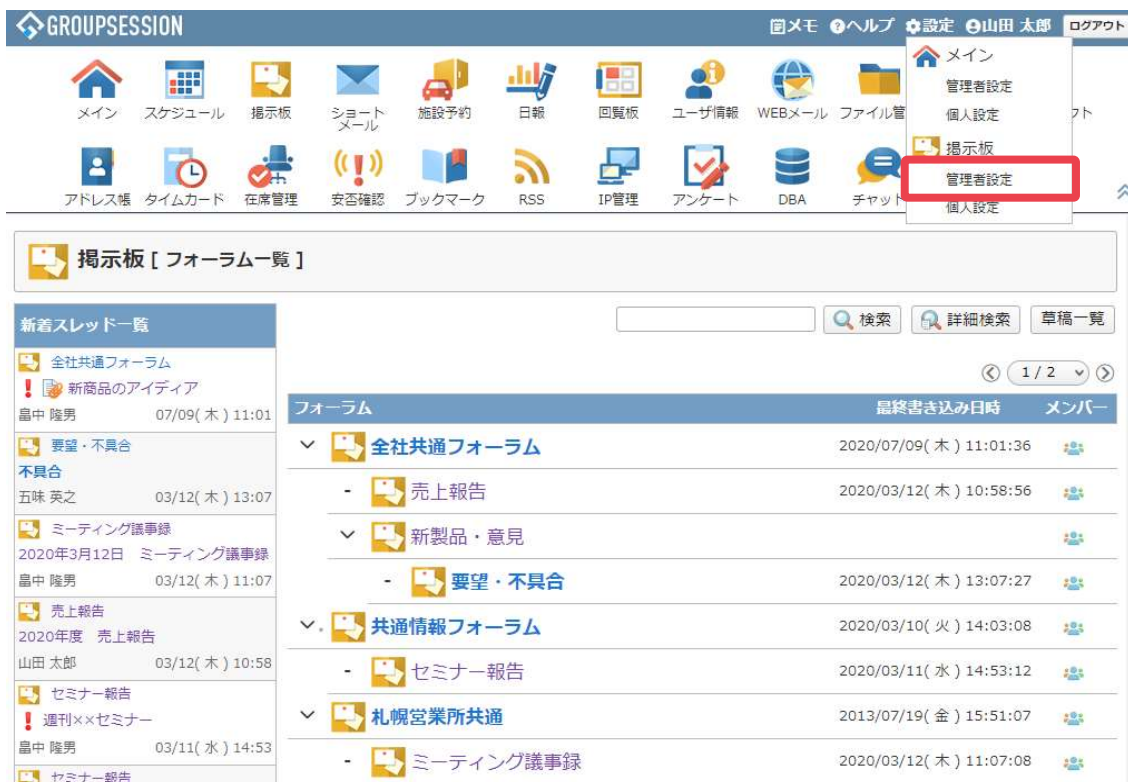 GROUPSESSION
メモ ヘルプ 設定 山田 太郎 ログアウト
メイン
管理者設定
個人設定
掲示板
管理者設定
個人設定
メイン スケジュール 掲示板 ショートメール 施設予約 日報 回覧板 ユーザ情報 WEBメール ファイル管
アドレス帳 タイムカード 在席管理 安否確認 ブックマーク RSS IP管理 アンケート DBA チャット
掲示板 [ フォーラム一覧 ]
新着スレッド一覧
全社共通フォーラム
新商品のアイディア
畠中 隆男 07/09( 木 ) 11:01
要望・不具合
不具合
五味 英之 03/12( 木 ) 13:07
ミーティング議事録
2020年3月12日 ミーティング議事録
畠中 隆男 03/12( 木 ) 11:07
売上報告
2020年度 売上報告
山田 太郎 03/12( 木 ) 10:58
セミナー報告
週刊××セミナー
畠中 隆男 03/11( 水 ) 14:53
セミナー報告
検索 詳細検索 草稿一覧
1 / 2
フォーラム 最終書き込み日時 メンバー
全社共通フォーラム 2020/07/09( 木 ) 11:01:36
- 売上報告 2020/03/12( 木 ) 10:58:56
新製品・意見
- 要望・不具合 2020/03/12( 木 ) 13:07:27
共通情報フォーラム 2020/03/10( 火 ) 14:03:08
- セミナー報告 2020/03/11( 水 ) 14:53:12
札幌営業所共通 2013/07/19( 金 ) 15:51:07
- ミーティング議事録 2020/03/12( 木 ) 11:07:08